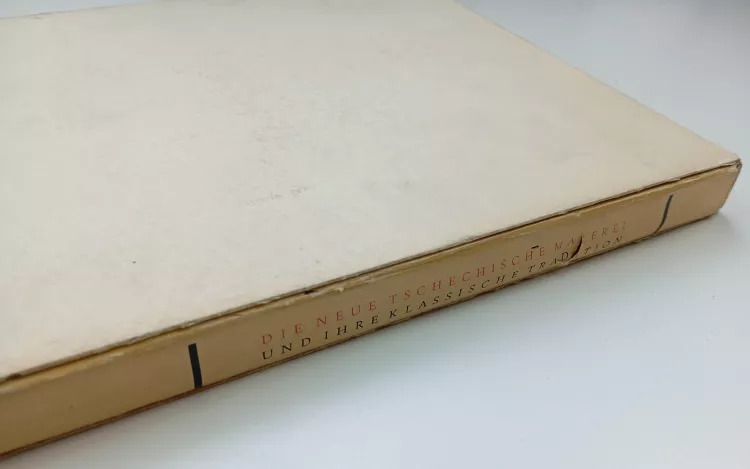 DIE NEUE TSCHECHISCHE MALEREI
UND IHRE KLASSISCHE TRADITION